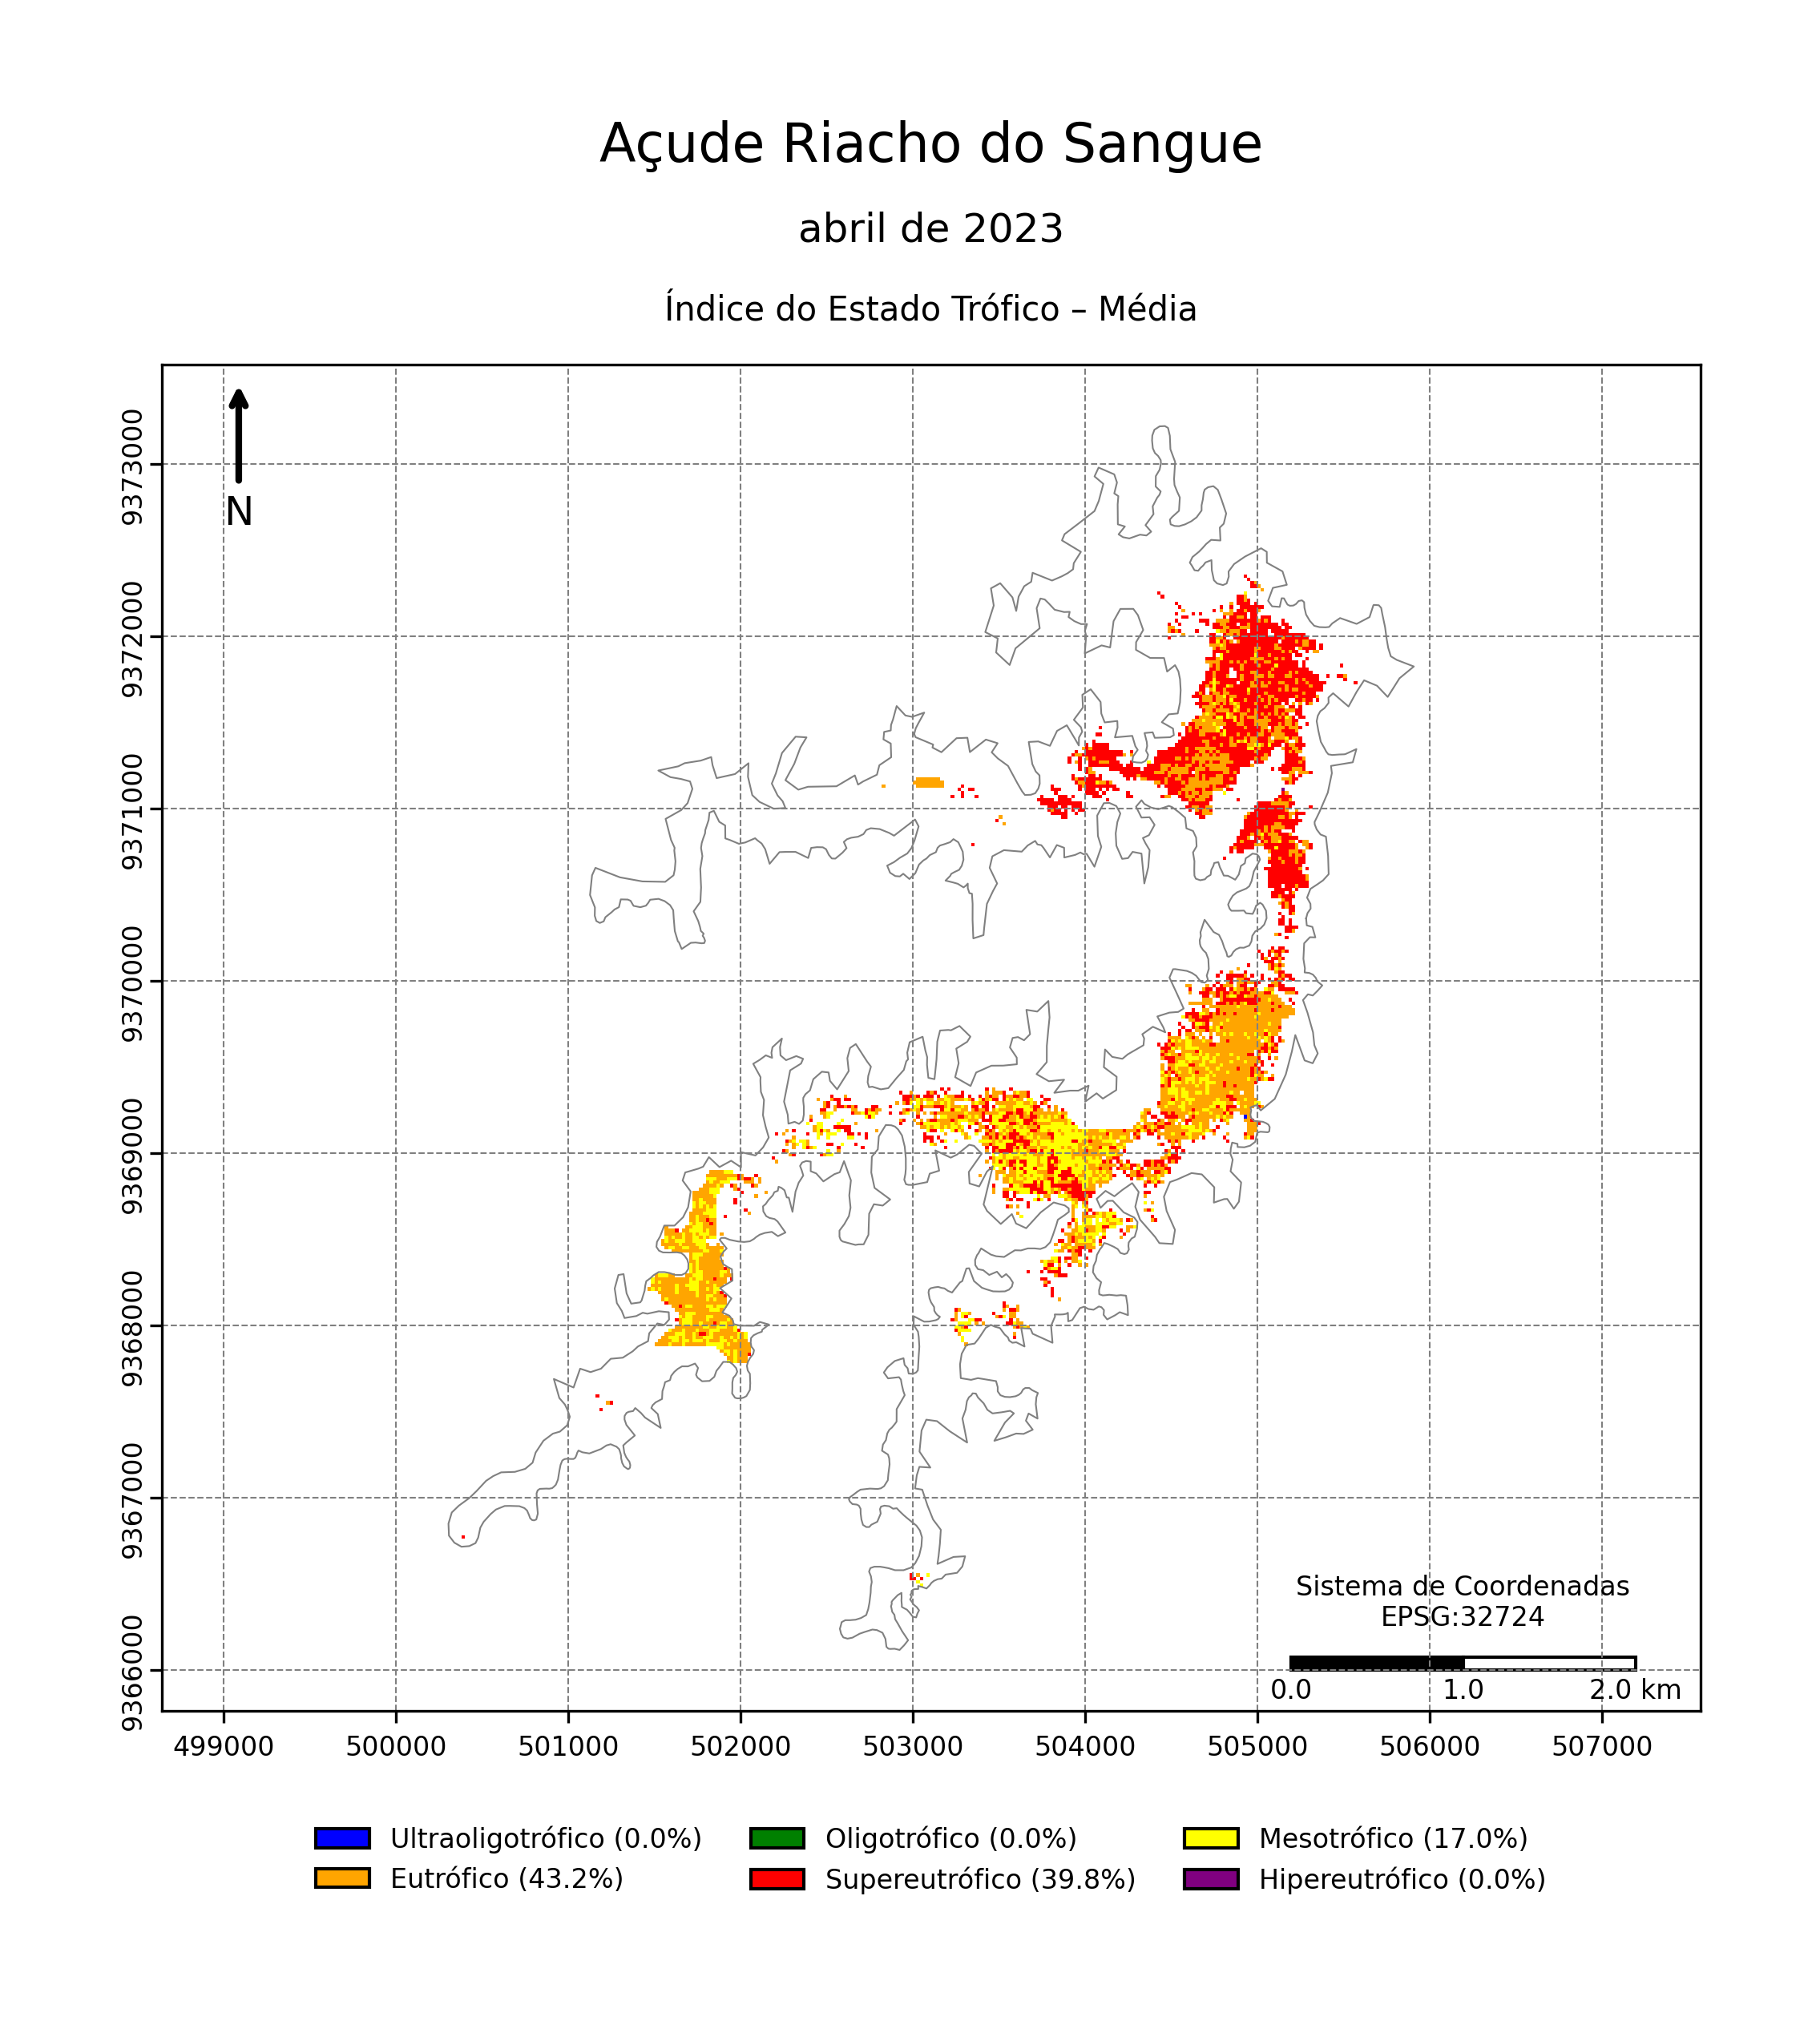 Açude Riacho do Sangue
abril de 2023
Índice do Estado Trófico – Média
N
9373000
9372000
9371000
9370000
9369000
9368000
9367000
9366000
Sistema de Coordenadas
EPSG:32724
0.0 1.0 2.0 km
499000 500000 501000 502000 503000 504000 505000 506000 507000
Ultraoligotrófico (0.0%) Oligotrófico (0.0%) Mesotrófico (17.0%)
Eutrófico (43.2%) Supereutrófico (39.8%) Hipereutrófico (0.0%)